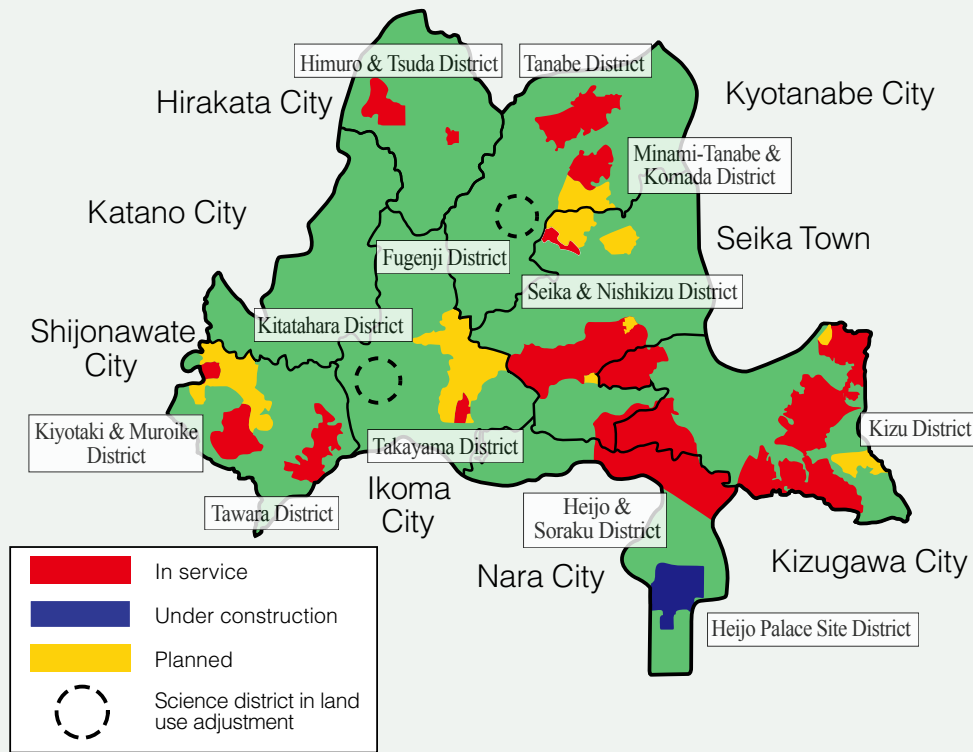 Himuro & Tsuda District
Tanabe District
Hirakata City
Kyotanabe City
Minami-Tanabe &
Komada District
Katano City
Seika Town
Fugenji District
Seika & Nishikizu District
Kitatahara District
Shijonawate
City
Kiyotaki & Muroike
District
Takayama District
Kizu District
Tawara District
Ikoma
City
Heijo &
Soraku District
Nara City
Kizugawa City
Heijo Palace Site District
In service
Under construction
Planned
Science district in land
use adjustment